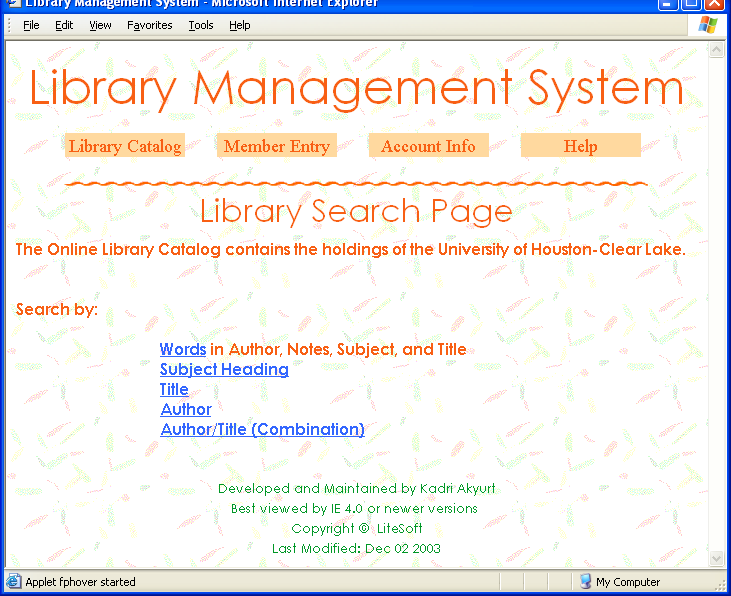 Library Management System - Microsoft Internet Explorer
File Edit View Favorites Tools Help
Library Management System
Library Catalog Member Entry Account Info Help
Library Search Page
The Online Library Catalog contains the holdings of the University of Houston-Clear Lake.
Search by:
Words in Author, Notes, Subject, and Title
Subject Heading
Title
Author
Author/Title (Combination)
Developed and Maintained by Kadri Akyurt
Best viewed by IE 4.0 or newer versions
Copyright © LiteSoft
Last Modified: Dec 02 2003
Applet fphover started My Computer